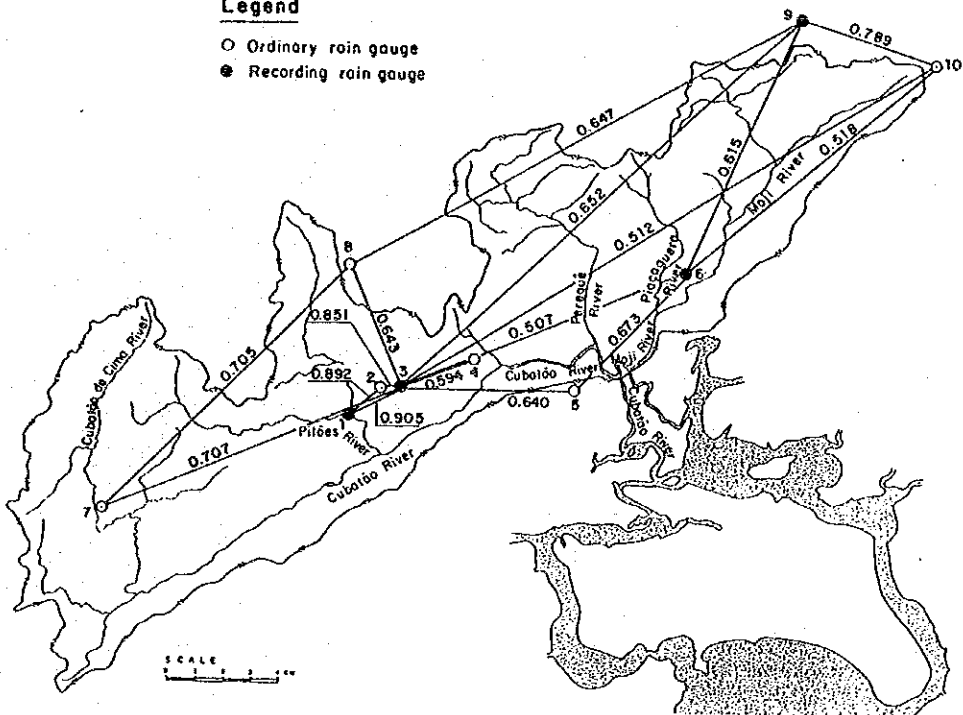 Legend
Ordinary rain gauge
Recording rain gauge
9
0.789
10
0.647
0.615
0.518
Moji River
0.652
0.512
8
Perequê River
Piaçaguera River
6
0.851
0.643
0.507
0.673
Moji River
0.705
Cubatão de Cima River
0.892
2
3
4
0.594
Cubatão River
0.640
5
Cubatão River
1
0.905
Pilões River
0.707
Cubatão River
7
SCALE